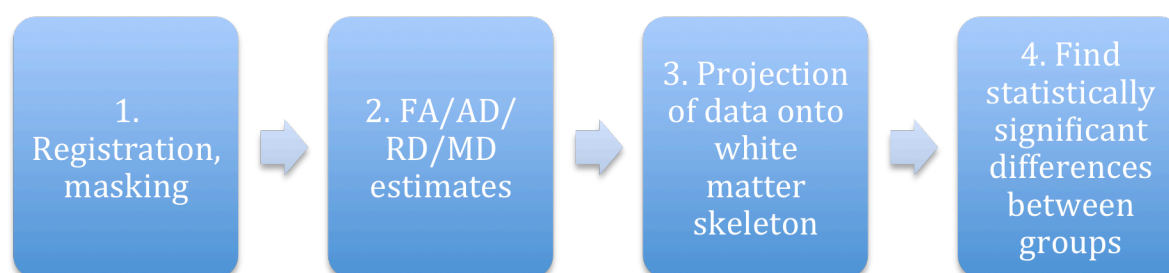 1.
Registration,
masking
2. FA/AD/
RD/MD
estimates
3. Projection
of data onto
white
matter
skeleton
4. Find
statistically
significant
differences
between
groups